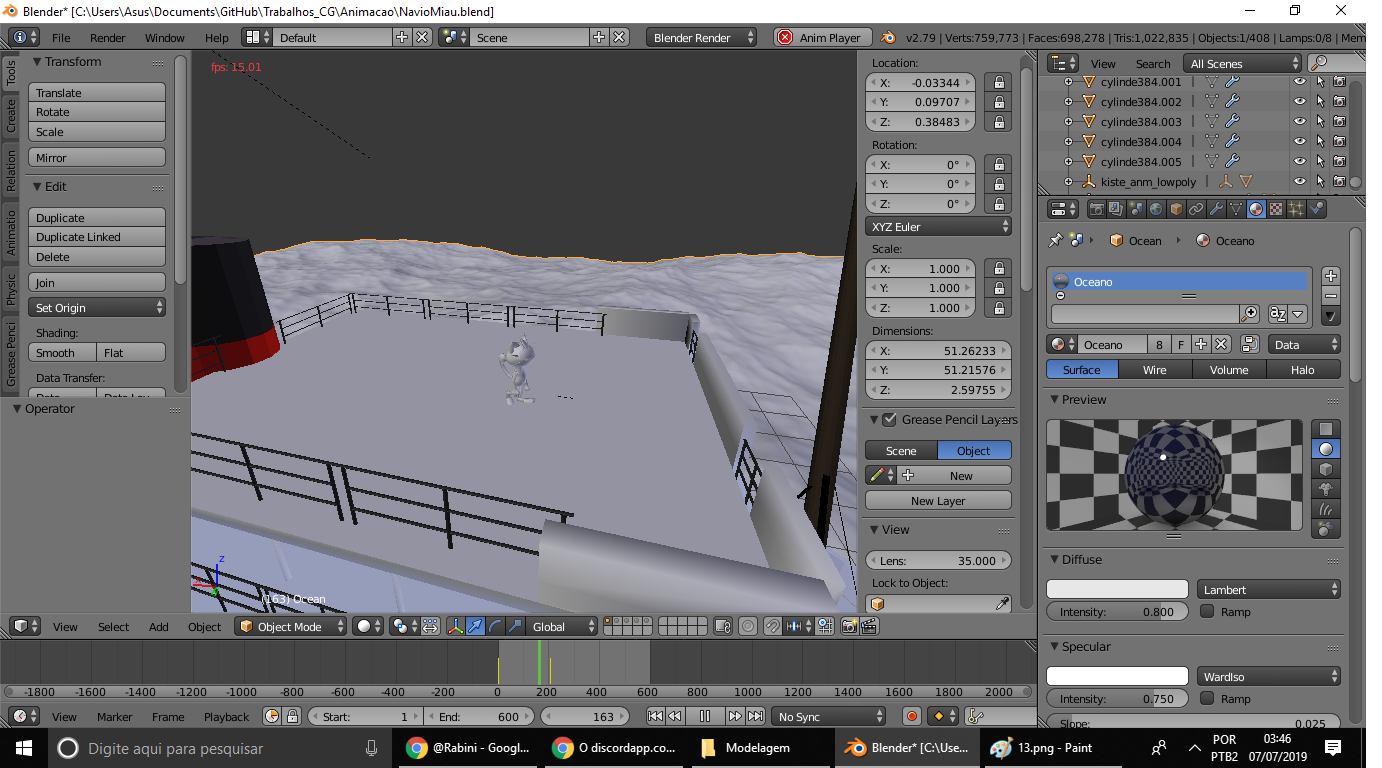 Blender* [C:\Users\Asus\Documents\GitHub\Trabalhos_CG\Animacao\NavioMiau.blend]
File Render Window Help Default Scene Blender Render Anim Player v2.79 | Verts:759,773 | Faces:698,278 | Tris:1,022,835 | Objects:1/408 | Lamps:0/8 | Mem
Tools
Create
Relation
Animatio
Physic
Grease Penci
Transform
Translate
Rotate
Scale
Mirror
Edit
Duplicate
Duplicate Linked
Delete
Join
Set Origin
Shading:
Smooth Flat
Data Transfer:
Operator
fps: 15.01
z
(163) Ocean
Location:
X: -0.03344
Y: 0.09707
Z: 0.38483
Rotation:
X: 0°
Y: 0°
Z: 0°
XYZ Euler
Scale:
X: 1.000
Y: 1.000
Z: 1.000
Dimensions:
X: 51.26233
Y: 51.21576
Z: 2.59755
Grease Pencil Layers
Scene Object
New
New Layer
View
Lens: 35.000
Lock to Object:
View Search All Scenes
cylinde384.001
cylinde384.002
cylinde384.003
cylinde384.004
cylinde384.005
kiste_anm_lowpoly
Ocean Oceano
Oceano
Oceano 8 F Data
Surface Wire Volume Halo
Preview
Diffuse
Lambert
Intensity: 0.800 Ramp
Specular
WardIso
Intensity: 0.750 Ramp
Slope: 0.025
View Select Add Object Object Mode Global
-1800 -1600 -1400 -1200 -1000 -800 -600 -400 -200 0 200 400 600 800 1000 1200 1400 1600 1800 2000
View Marker Frame Playback Start: 1 End: 600 163 No Sync
Digite aqui para pesquisar @Rabini - Googl... O discordapp.co... Modelagem Blender* [C:\Use... 13.png - Paint POR 03:46
PTB2 07/07/2019